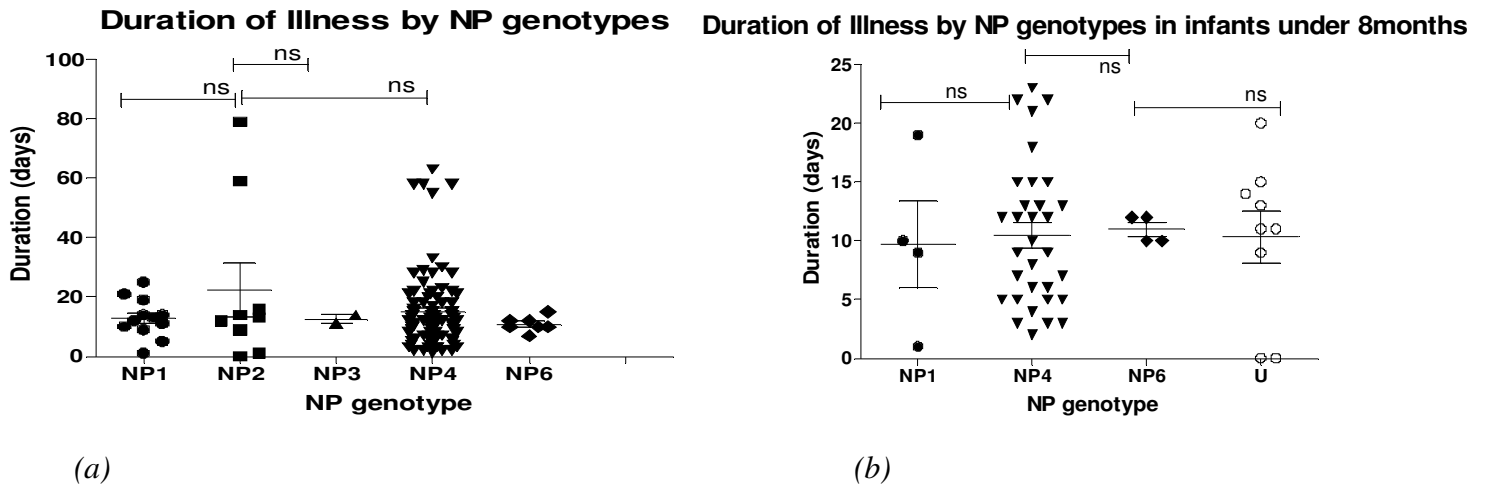 Duration of Illness by NP genotypes
ns
ns
ns
100
80
60
40
20
0
Duration (days)
NP1 NP2 NP3 NP4 NP6
NP genotype
(a)
Duration of Illness by NP genotypes in infants under 8months
ns
ns
ns
25
20
15
10
5
0
Duration (days)
NP1 NP4 NP6 U
NP genotype
(b)